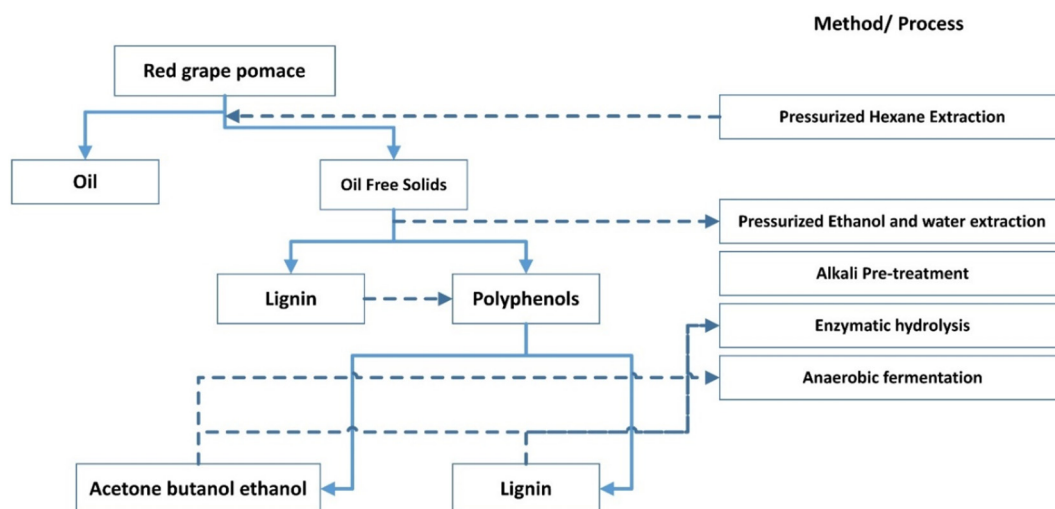 Method/ Process
Red grape pomace
Pressurized Hexane Extraction
Oil
Oil Free Solids
Pressurized Ethanol and water extraction
Alkali Pre-treatment
Lignin
Polyphenols
Enzymatic hydrolysis
Anaerobic fermentation
Acetone butanol ethanol
Lignin